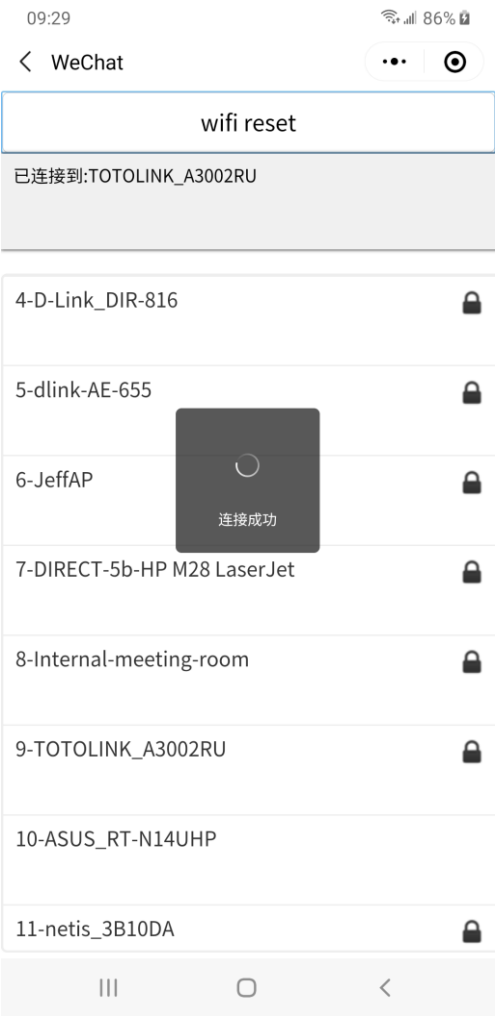 09:29
86%
WeChat
wifi reset
已连接到:TOTOLINK_A3002RU
4-D-Link_DIR-816
5-dlink-AE-655
6-JeffAP
连接成功
7-DIRECT-5b-HP M28 LaserJet
8-Internal-meeting-room
9-TOTOLINK_A3002RU
10-ASUS_RT-N14UHP
11-netis_3B10DA